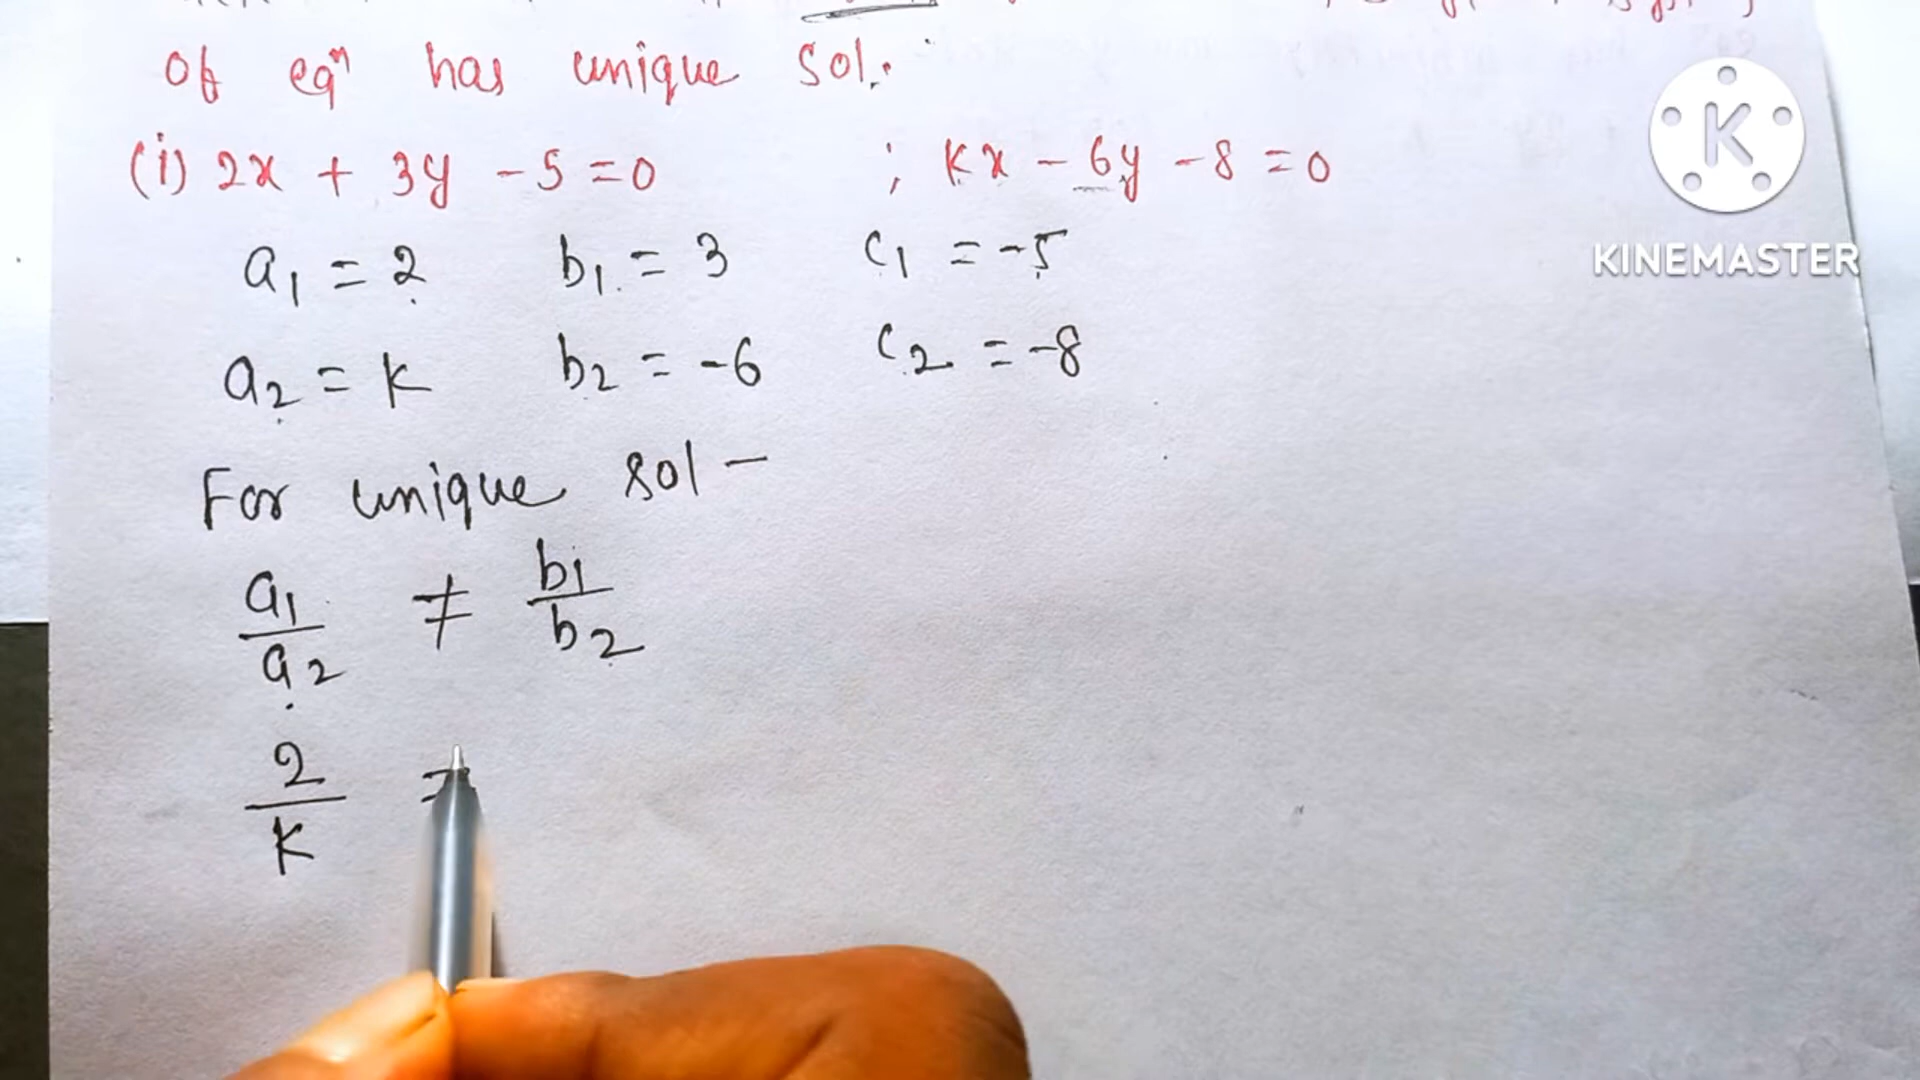 of eqⁿ has unique sol.
(i) 2x + 3y - 5 = 0 ; kx - 6y - 8 = 0
K
KINEMASTER
a₁ = 2 b₁ = 3 c₁ = -5
a₂ = k b₂ = -6 c₂ = -8
For unique sol -
a₁/a₂ ≠ b₁/b₂
2/k =